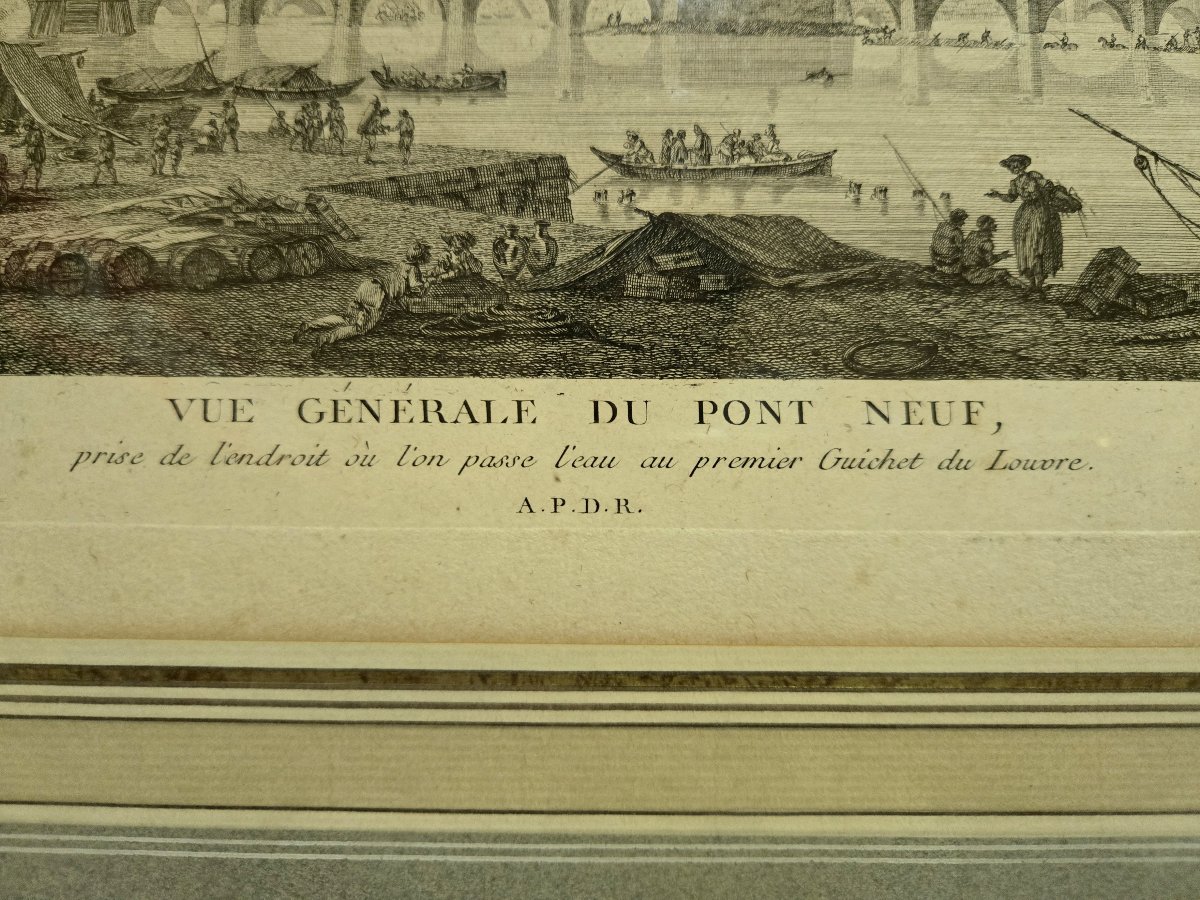 VUE GÉNÉRALE DU PONT NEUF,
prise de l'endroit où l'on passe l'eau au premier Guichet du Louvre.
A.P.D.R.